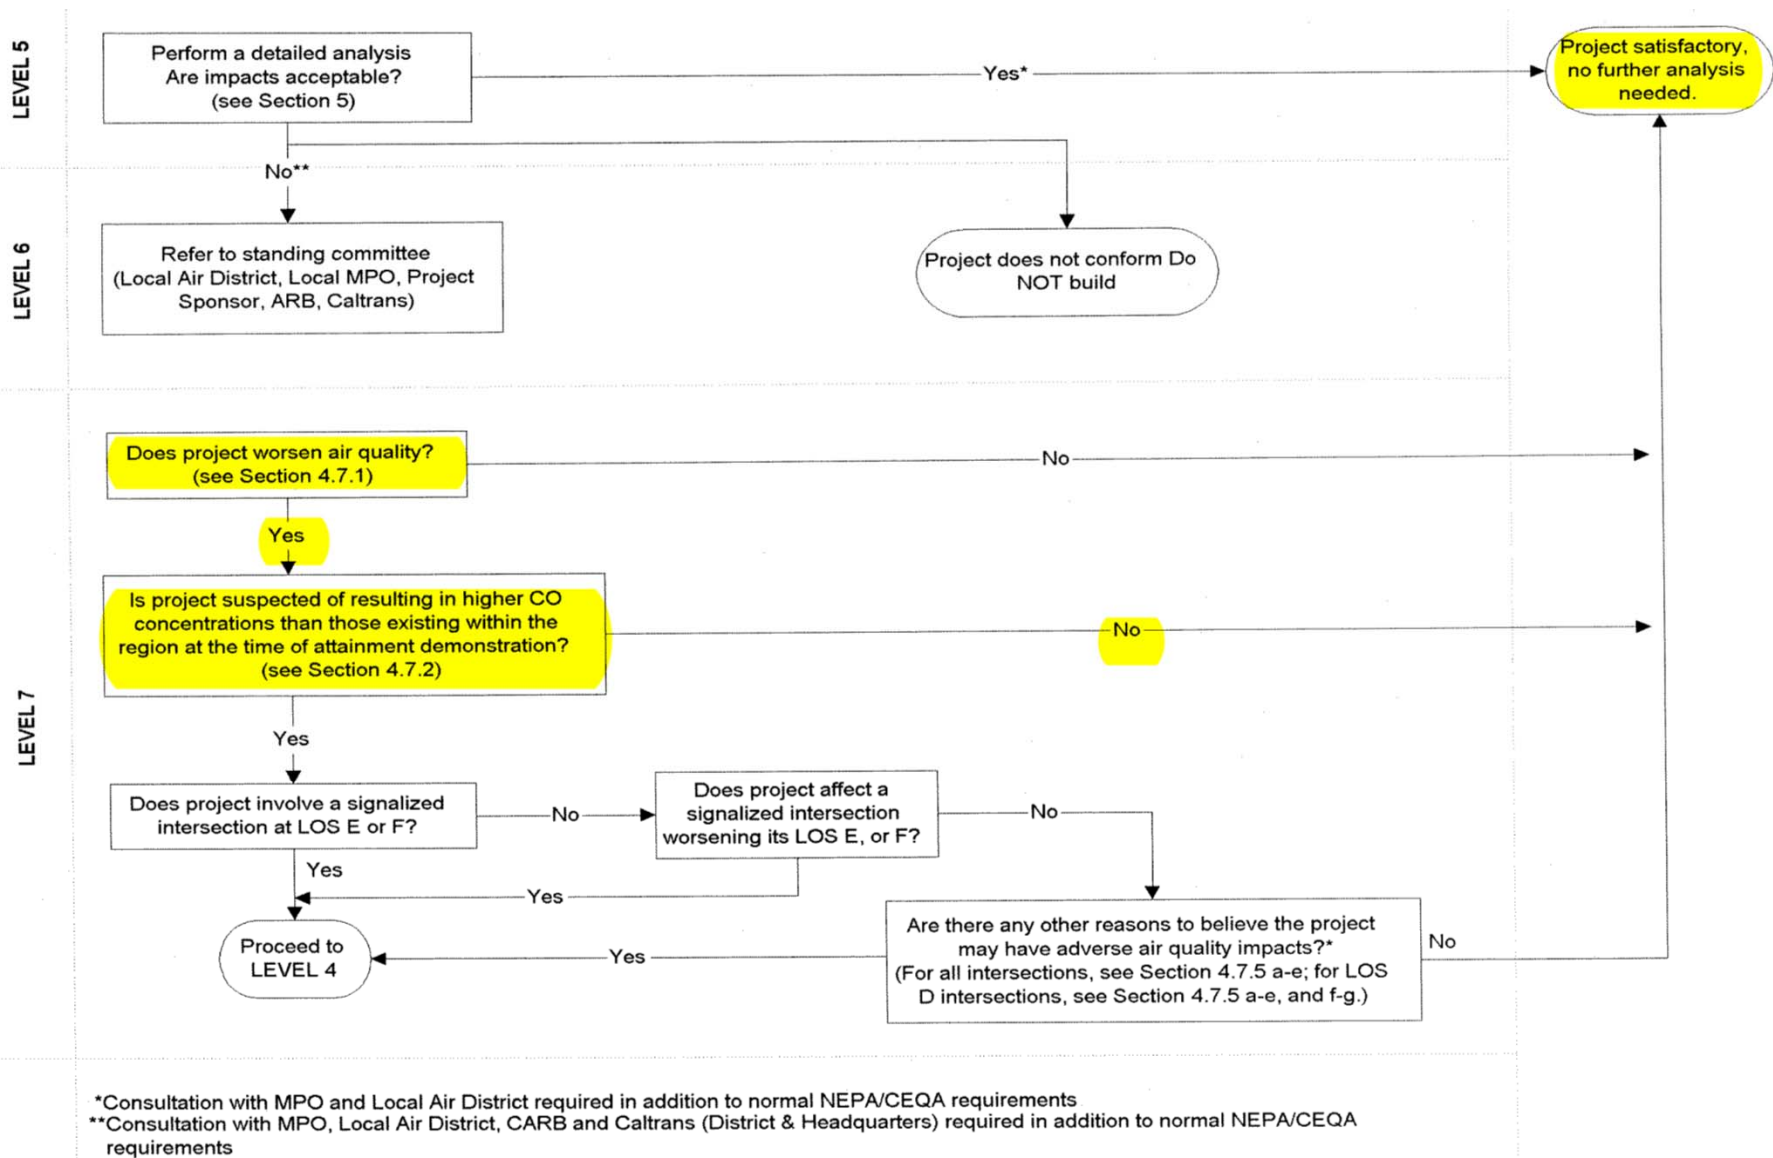 LEVEL 5
Perform a detailed analysis
Are impacts acceptable?
(see Section 5)
Yes*
Project satisfactory,
no further analysis
needed.
No**
LEVEL 6
Refer to standing committee
(Local Air District, Local MPO, Project
Sponsor, ARB, Caltrans)
Project does not conform Do
NOT build
LEVEL 7
Does project worsen air quality?
(see Section 4.7.1)
No
Yes
Is project suspected of resulting in higher CO
concentrations than those existing within the
region at the time of attainment demonstration?
(see Section 4.7.2)
No
Yes
Does project involve a signalized
intersection at LOS E or F?
No
Does project affect a
signalized intersection
worsening its LOS E, or F?
No
Yes
Yes
Proceed to
LEVEL 4
Yes
Are there any other reasons to believe the project
may have adverse air quality impacts?*
(For all intersections, see Section 4.7.5 a-e; for LOS
D intersections, see Section 4.7.5 a-e, and f-g.)
No
*Consultation with MPO and Local Air District required in addition to normal NEPA/CEQA requirements
**Consultation with MPO, Local Air District, CARB and Caltrans (District & Headquarters) required in addition to normal NEPA/CEQA
requirements